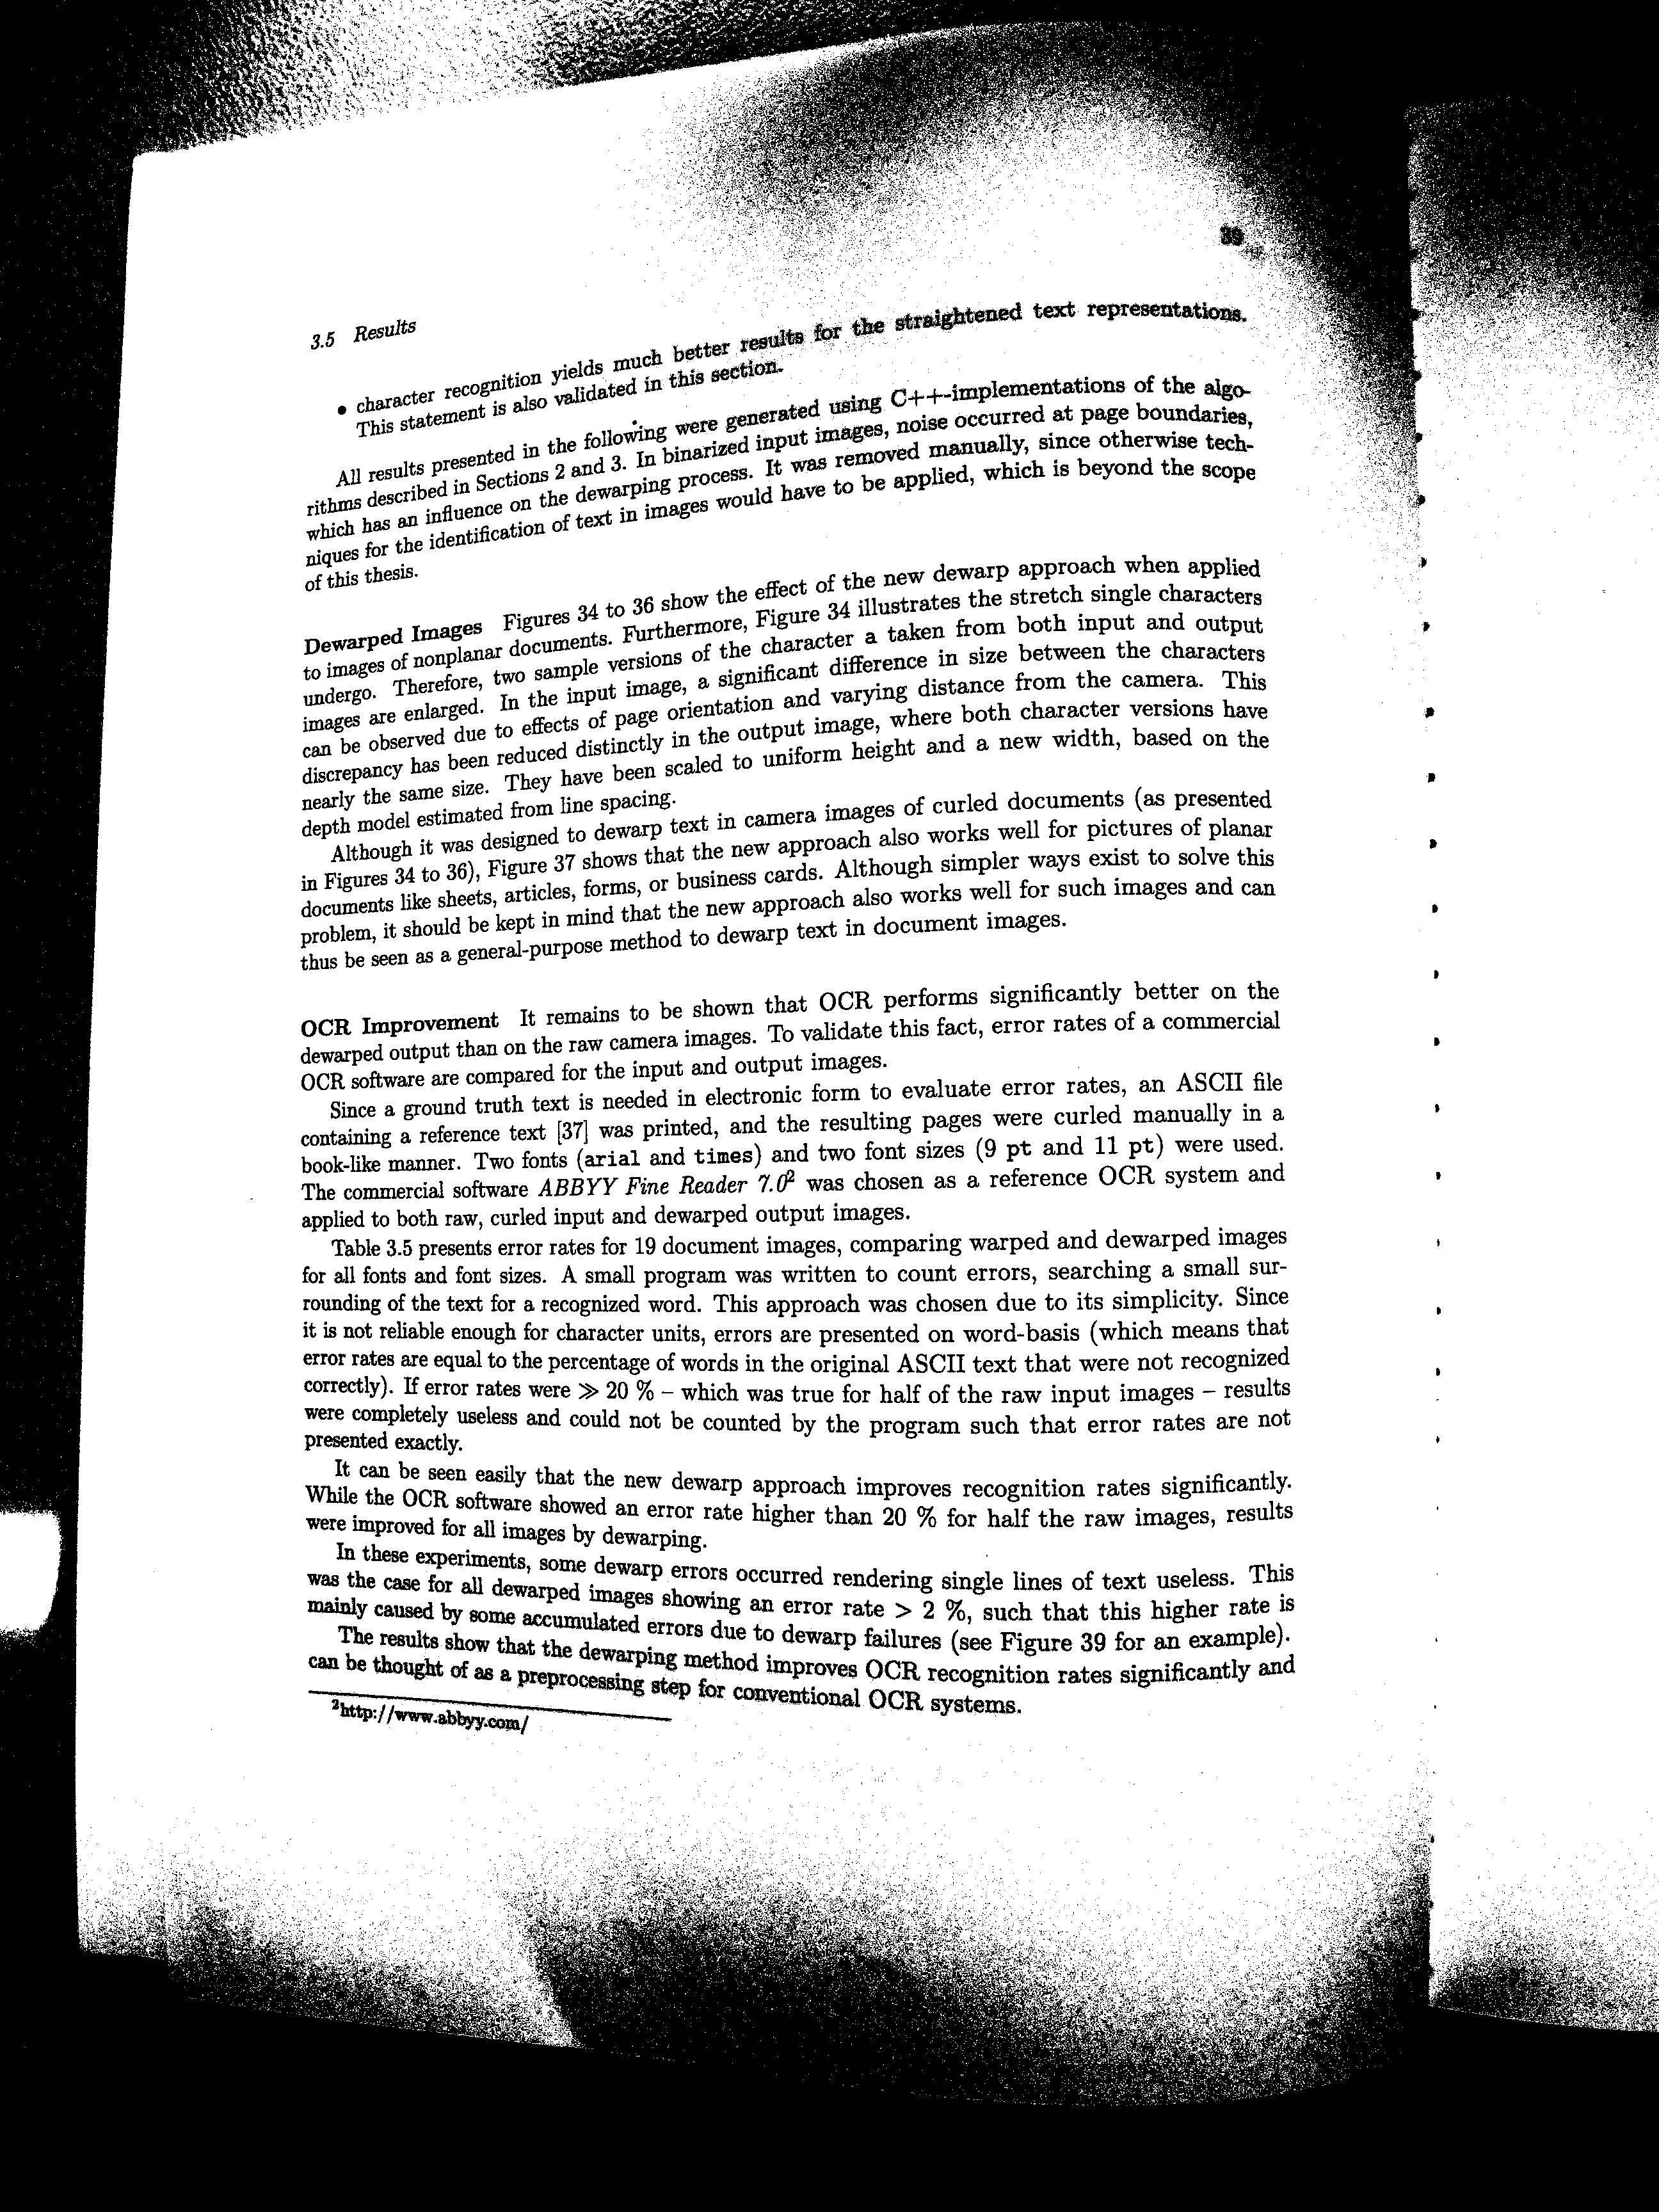 39
3.5 Results
• character recognition yields much better results for the straightened text representations.
This statement is also validated in this section.
All results presented in the following were generated using C++-implementations of the algo-
rithms described in Sections 2 and 3. In binarized input images, noise occurred at page boundaries,
which has an influence on the dewarping process. It was removed manually, since otherwise tech-
niques for the identification of text in images would have to be applied, which is beyond the scope
of this thesis.
Dewarped Images Figures 34 to 36 show the effect of the new dewarp approach when applied
to images of nonplanar documents. Furthermore, Figure 34 illustrates the stretch single characters
undergo. Therefore, two sample versions of the character a taken from both input and output
images are enlarged. In the input image, a significant difference in size between the characters
can be observed due to effects of page orientation and varying distance from the camera. This
discrepancy has been reduced distinctly in the output image, where both character versions have
nearly the same size. They have been scaled to uniform height and a new width, based on the
depth model estimated from line spacing.
Although it was designed to dewarp text in camera images of curled documents (as presented
in Figures 34 to 36), Figure 37 shows that the new approach also works well for pictures of planar
documents like sheets, articles, forms, or business cards. Although simpler ways exist to solve this
problem, it should be kept in mind that the new approach also works well for such images and can
thus be seen as a general-purpose method to dewarp text in document images.
OCR Improvement It remains to be shown that OCR performs significantly better on the
dewarped output than on the raw camera images. To validate this fact, error rates of a commercial
OCR software are compared for the input and output images.
Since a ground truth text is needed in electronic form to evaluate error rates, an ASCII file
containing a reference text [37] was printed, and the resulting pages were curled manually in a
book-like manner. Two fonts (arial and times) and two font sizes (9 pt and 11 pt) were used.
The commercial software ABBYY Fine Reader 7.0² was chosen as a reference OCR system and
applied to both raw, curled input and dewarped output images.
Table 3.5 presents error rates for 19 document images, comparing warped and dewarped images
for all fonts and font sizes. A small program was written to count errors, searching a small sur-
rounding of the text for a recognized word. This approach was chosen due to its simplicity. Since
it is not reliable enough for character units, errors are presented on word-basis (which means that
error rates are equal to the percentage of words in the original ASCII text that were not recognized
correctly). If error rates were ≫ 20 % – which was true for half of the raw input images – results
were completely useless and could not be counted by the program such that error rates are not
presented exactly.
It can be seen easily that the new dewarp approach improves recognition rates significantly.
While the OCR software showed an error rate higher than 20 % for half the raw images, results
were improved for all images by dewarping.
In these experiments, some dewarp errors occurred rendering single lines of text useless. This
was the case for all dewarped images showing an error rate > 2 %, such that this higher rate is
mainly caused by some accumulated errors due to dewarp failures (see Figure 39 for an example).
The results show that the dewarping method improves OCR recognition rates significantly and
can be thought of as a preprocessing step for conventional OCR systems.
²http://www.abbyy.com/